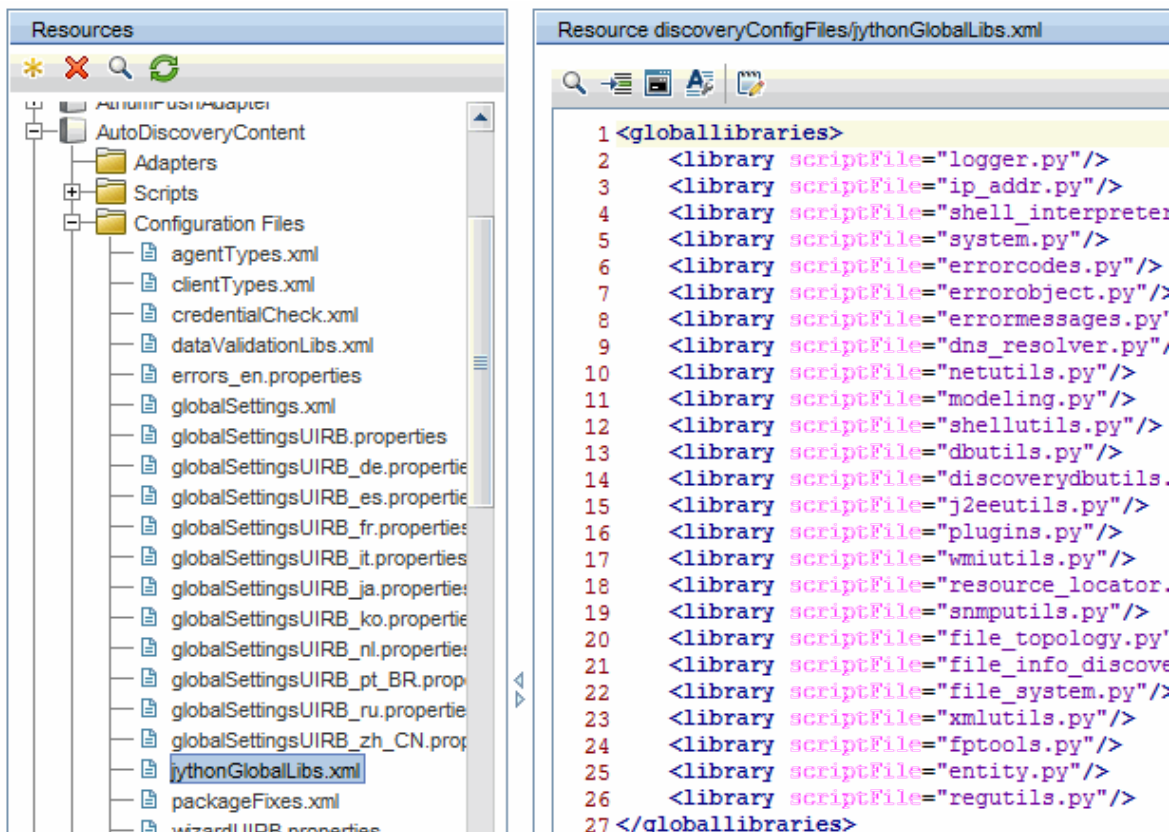 Resources
AtriumPushAdapter
AutoDiscoveryContent
Adapters
Scripts
Configuration Files
agentTypes.xml
clientTypes.xml
credentialCheck.xml
dataValidationLibs.xml
errors_en.properties
globalSettings.xml
globalSettingsUIRB.properties
globalSettingsUIRB_de.propertie
globalSettingsUIRB_es.propertie
globalSettingsUIRB_fr.properties
globalSettingsUIRB_it.properties
globalSettingsUIRB_ja.properties
globalSettingsUIRB_ko.propertie
globalSettingsUIRB_nl.properties
globalSettingsUIRB_pt_BR.prop
globalSettingsUIRB_ru.propertie
globalSettingsUIRB_zh_CN.prop
jythonGlobalLibs.xml
packageFixes.xml
wizardUIRB.properties
Resource discoveryConfigFiles/jythonGlobalLibs.xml
1 <globallibraries>
2 <library scriptFile="logger.py"/>
3 <library scriptFile="ip_addr.py"/>
4 <library scriptFile="shell_interpreter
5 <library scriptFile="system.py"/>
6 <library scriptFile="errorcodes.py"/>
7 <library scriptFile="errorobject.py"/>
8 <library scriptFile="errormessages.py"
9 <library scriptFile="dns_resolver.py"/
10 <library scriptFile="netutils.py"/>
11 <library scriptFile="modeling.py"/>
12 <library scriptFile="shellutils.py"/>
13 <library scriptFile="dbutils.py"/>
14 <library scriptFile="discoverydbutils.
15 <library scriptFile="j2eeutils.py"/>
16 <library scriptFile="plugins.py"/>
17 <library scriptFile="wmiutils.py"/>
18 <library scriptFile="resource_locator.
19 <library scriptFile="snmputils.py"/>
20 <library scriptFile="file_topology.py"
21 <library scriptFile="file_info_discove
22 <library scriptFile="file_system.py"/>
23 <library scriptFile="xmlutils.py"/>
24 <library scriptFile="fptools.py"/>
25 <library scriptFile="entity.py"/>
26 <library scriptFile="regutils.py"/>
27 </globallibraries>